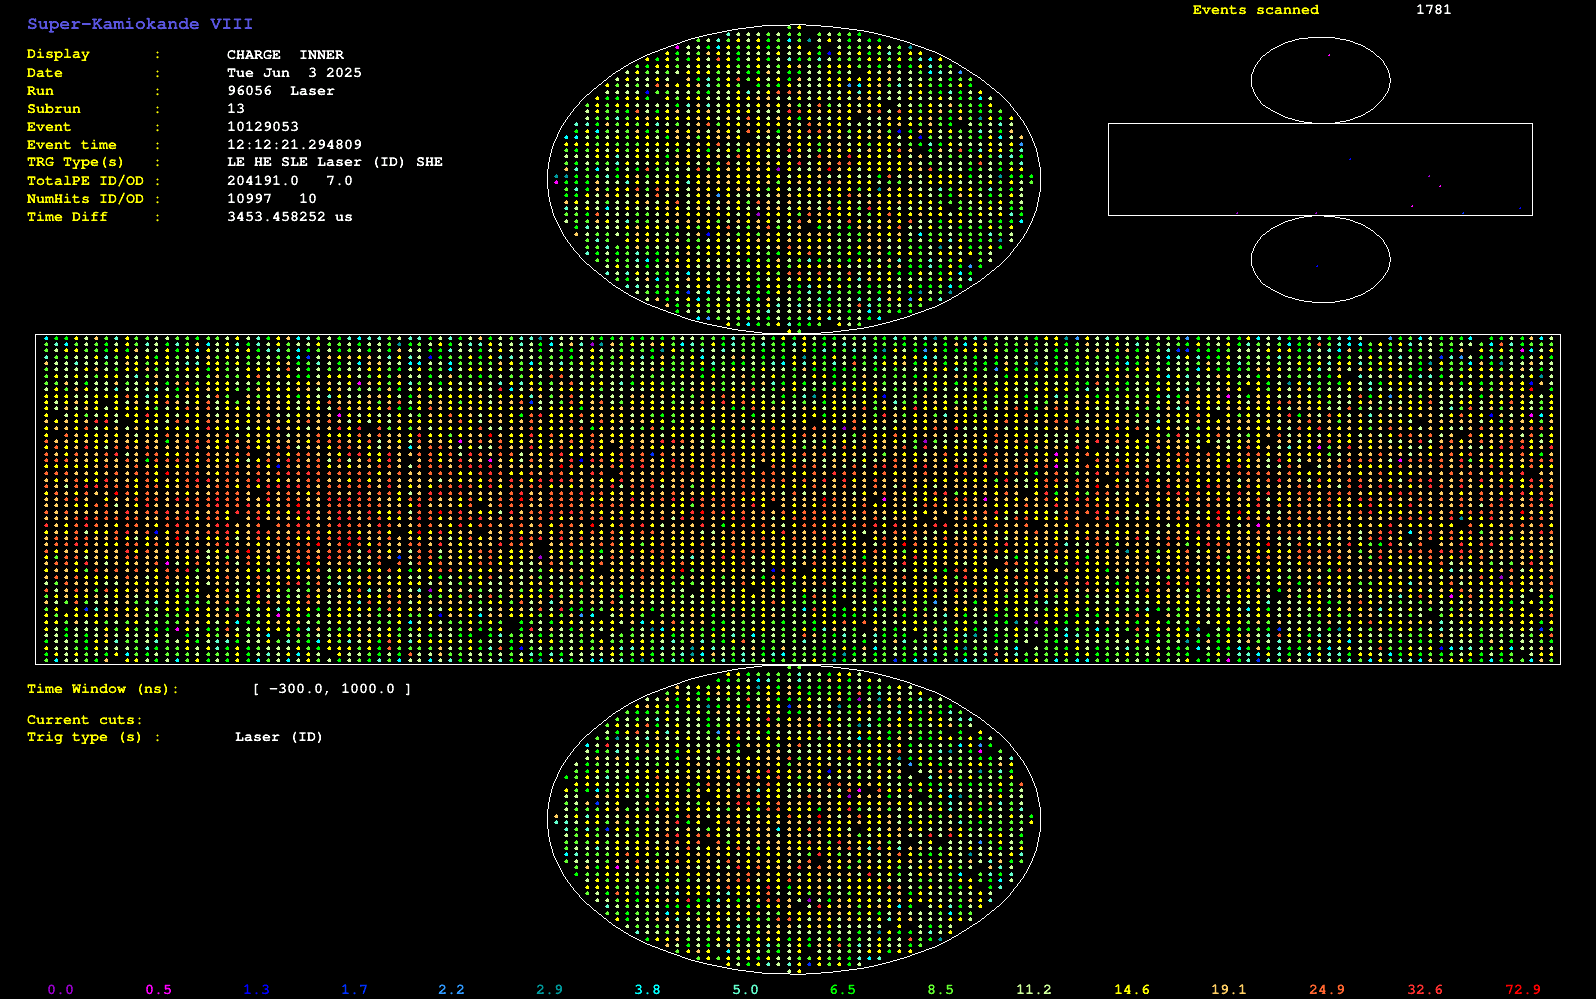 Super-Kamiokande VIII
Events scanned 1781
Display : CHARGE INNER
Date : Tue Jun 3 2025
Run : 96056 Laser
Subrun : 13
Event : 10129053
Event time : 12:12:21.294809
TRG Type(s) : LE HE SLE Laser (ID) SHE
TotalPE ID/OD : 204191.0 7.0
NumHits ID/OD : 10997 10
Time Diff : 3453.458252 us
Time Window (ns): [ -300.0, 1000.0 ]
Current cuts:
Trig type (s) : Laser (ID)
0.0 0.5 1.3 1.7 2.2 2.9 3.8 5.0 6.5 8.5 11.2 14.6 19.1 24.9 32.6 72.9